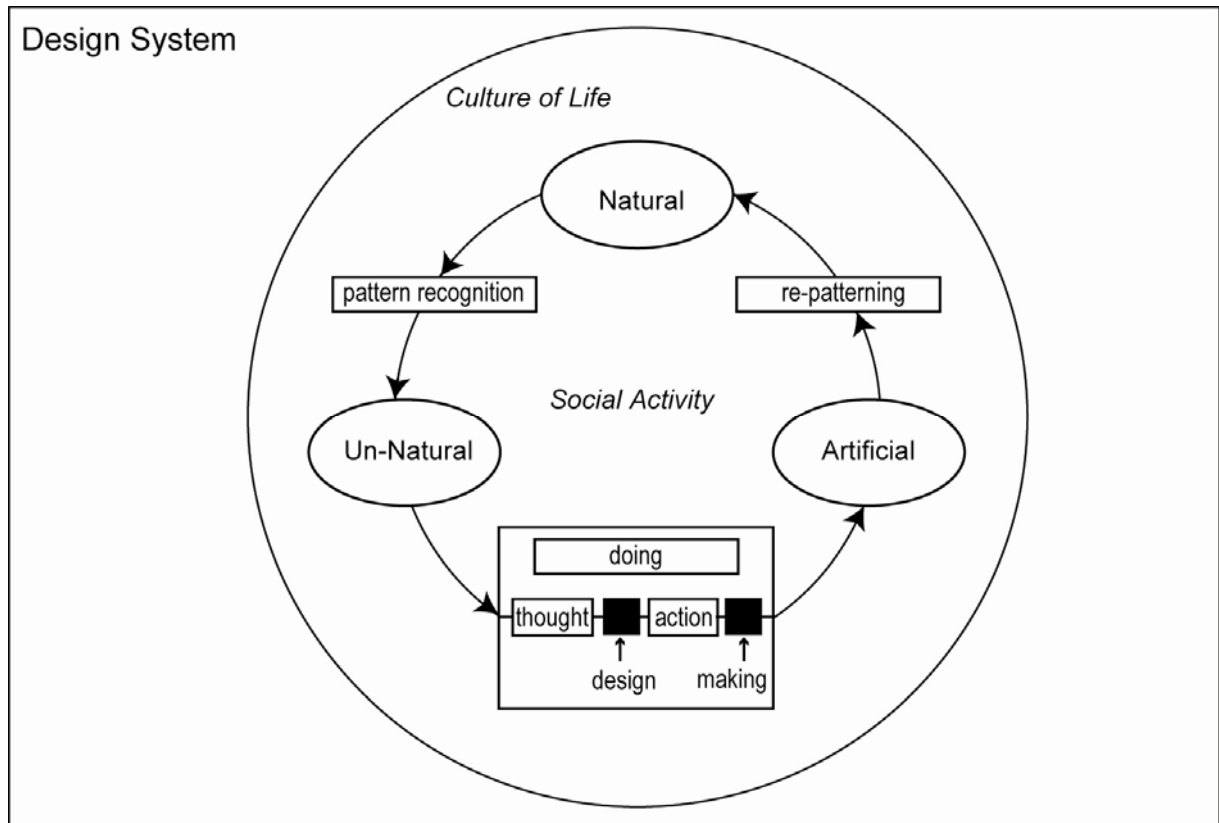 Design System
Culture of Life
Natural
pattern recognition
re-patterning
Social Activity
Un-Natural
Artificial
doing
thought
action
design
making